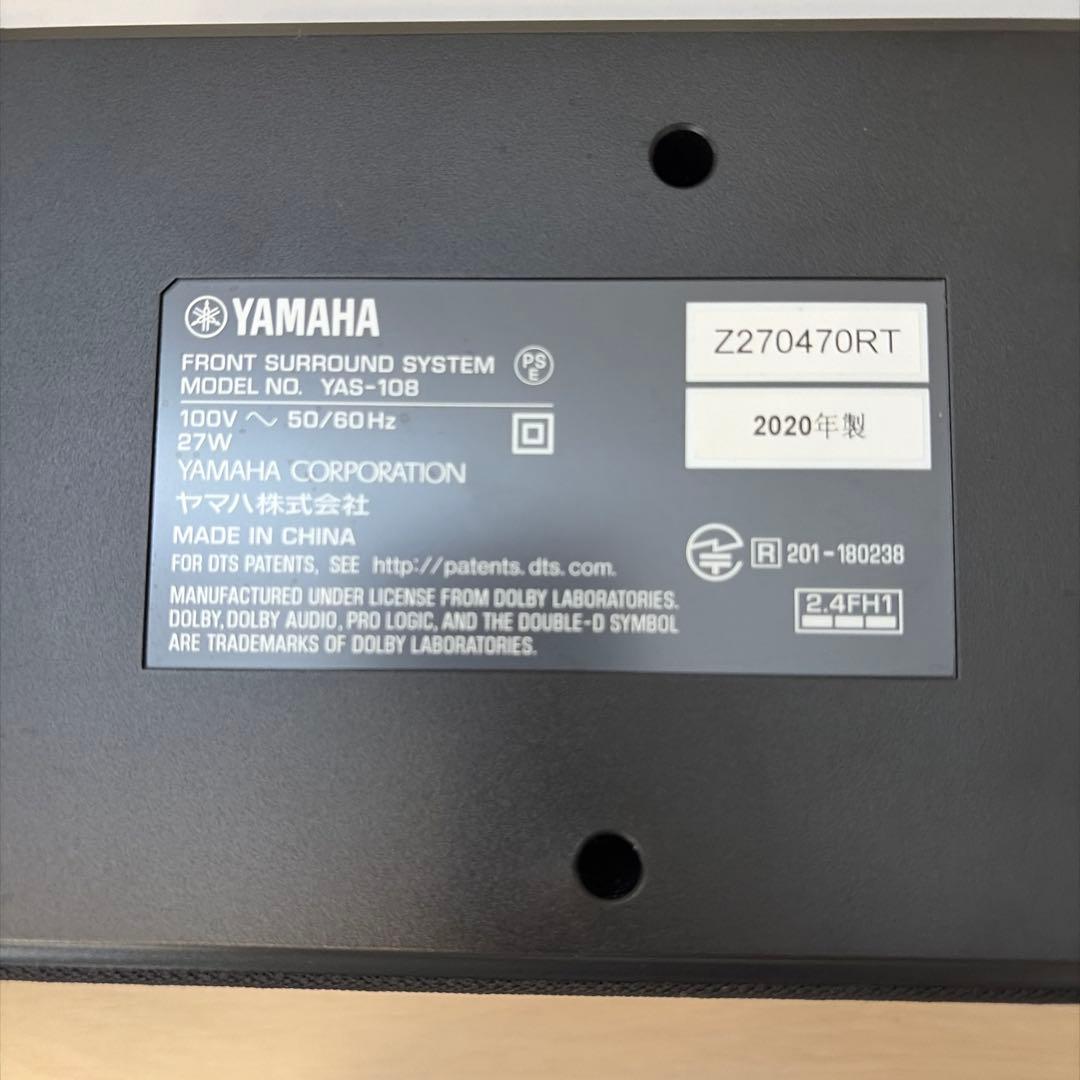 YAMAHA
FRONT SURROUND SYSTEM
MODEL NO. YAS-108
PS
E
100V ～ 50/60Hz
27W
YAMAHA CORPORATION
ヤマハ株式会社
MADE IN CHINA
FOR DTS PATENTS, SEE http://patents.dts.com.
MANUFACTURED UNDER LICENSE FROM DOLBY LABORATORIES.
DOLBY, DOLBY AUDIO, PRO LOGIC, AND THE DOUBLE-D SYMBOL
ARE TRADEMARKS OF DOLBY LABORATORIES.
Z270470RT
2020年製
R 201-180238
2.4FH1